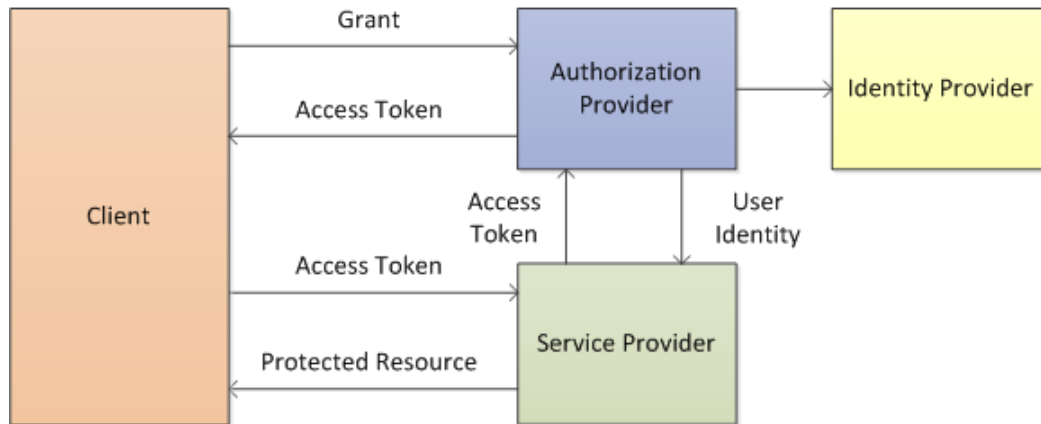 Grant
Authorization
Provider
Identity Provider
Access Token
Client
Access
Token
User
Identity
Access Token
Service Provider
Protected Resource